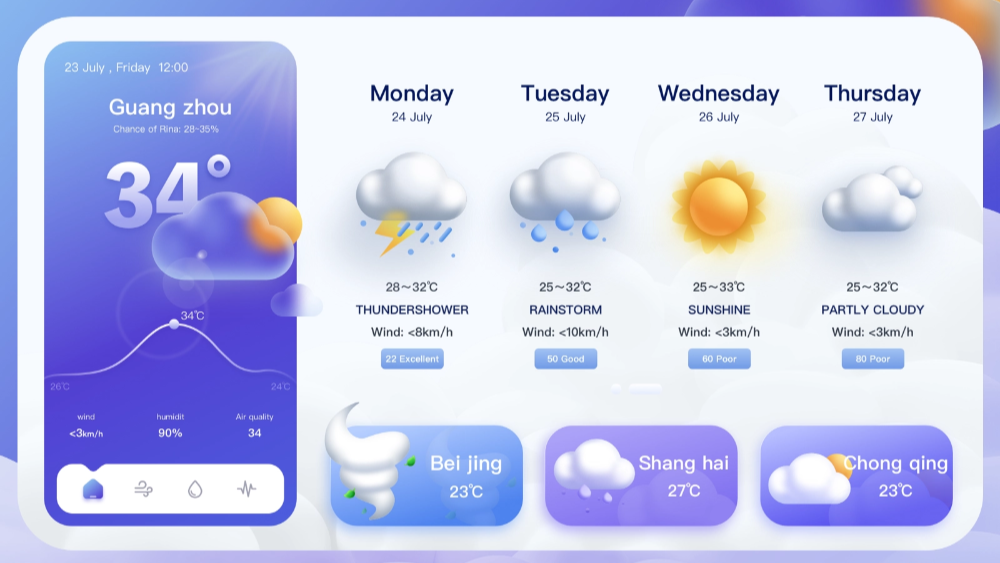 23 July , Friday 12:00
Guang zhou
Chance of Rina: 28~35%
34°
34℃
26℃
24℃
wind
humidit
Air quality
<3km/h
90%
34
Monday
Tuesday
Wednesday
Thursday
24 July
25 July
26 July
27 July
28～32℃
25～32℃
25～33℃
25～32℃
THUNDERSHOWER
RAINSTORM
SUNSHINE
PARTLY CLOUDY
Wind: <8km/h
Wind: <10km/h
Wind: <3km/h
Wind: <3km/h
22 Excellent
50 Good
60 Poor
80 Poor
Bei jing
23℃
Shang hai
27℃
Chong qing
23℃